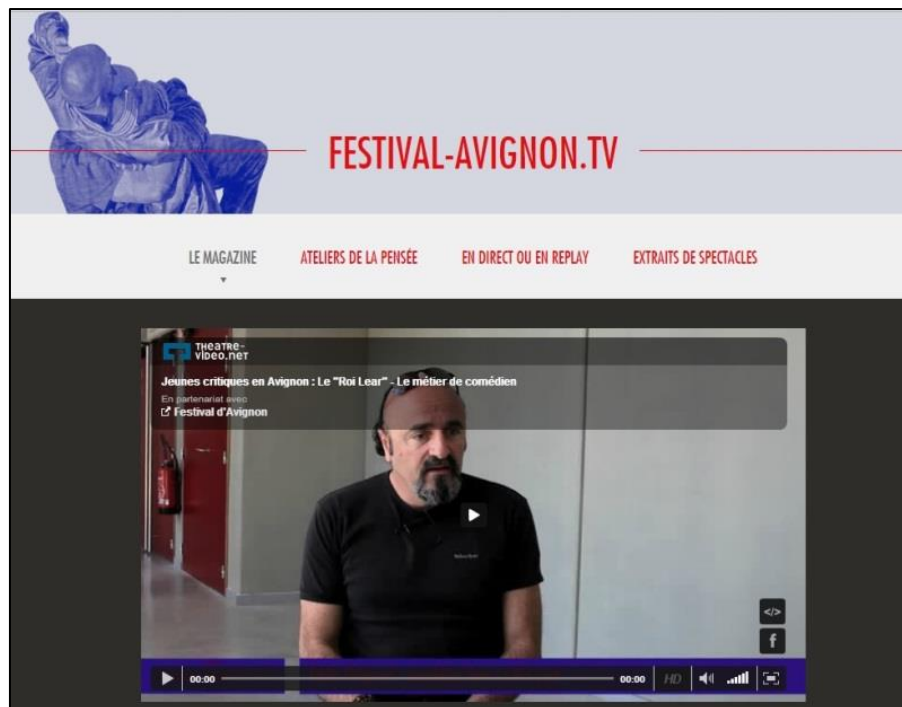 FESTIVAL-AVIGNON.TV
LE MAGAZINE ATELIERS DE LA PENSÉE EN DIRECT OU EN REPLAY EXTRAITS DE SPECTACLES
THEATRE-
VIDEO.NET
Jeunes critiques en Avignon : Le "Roi Lear" - Le métier de comédien
En partenariat avec
Festival d'Avignon
</>
f
00:00 00:00 HD